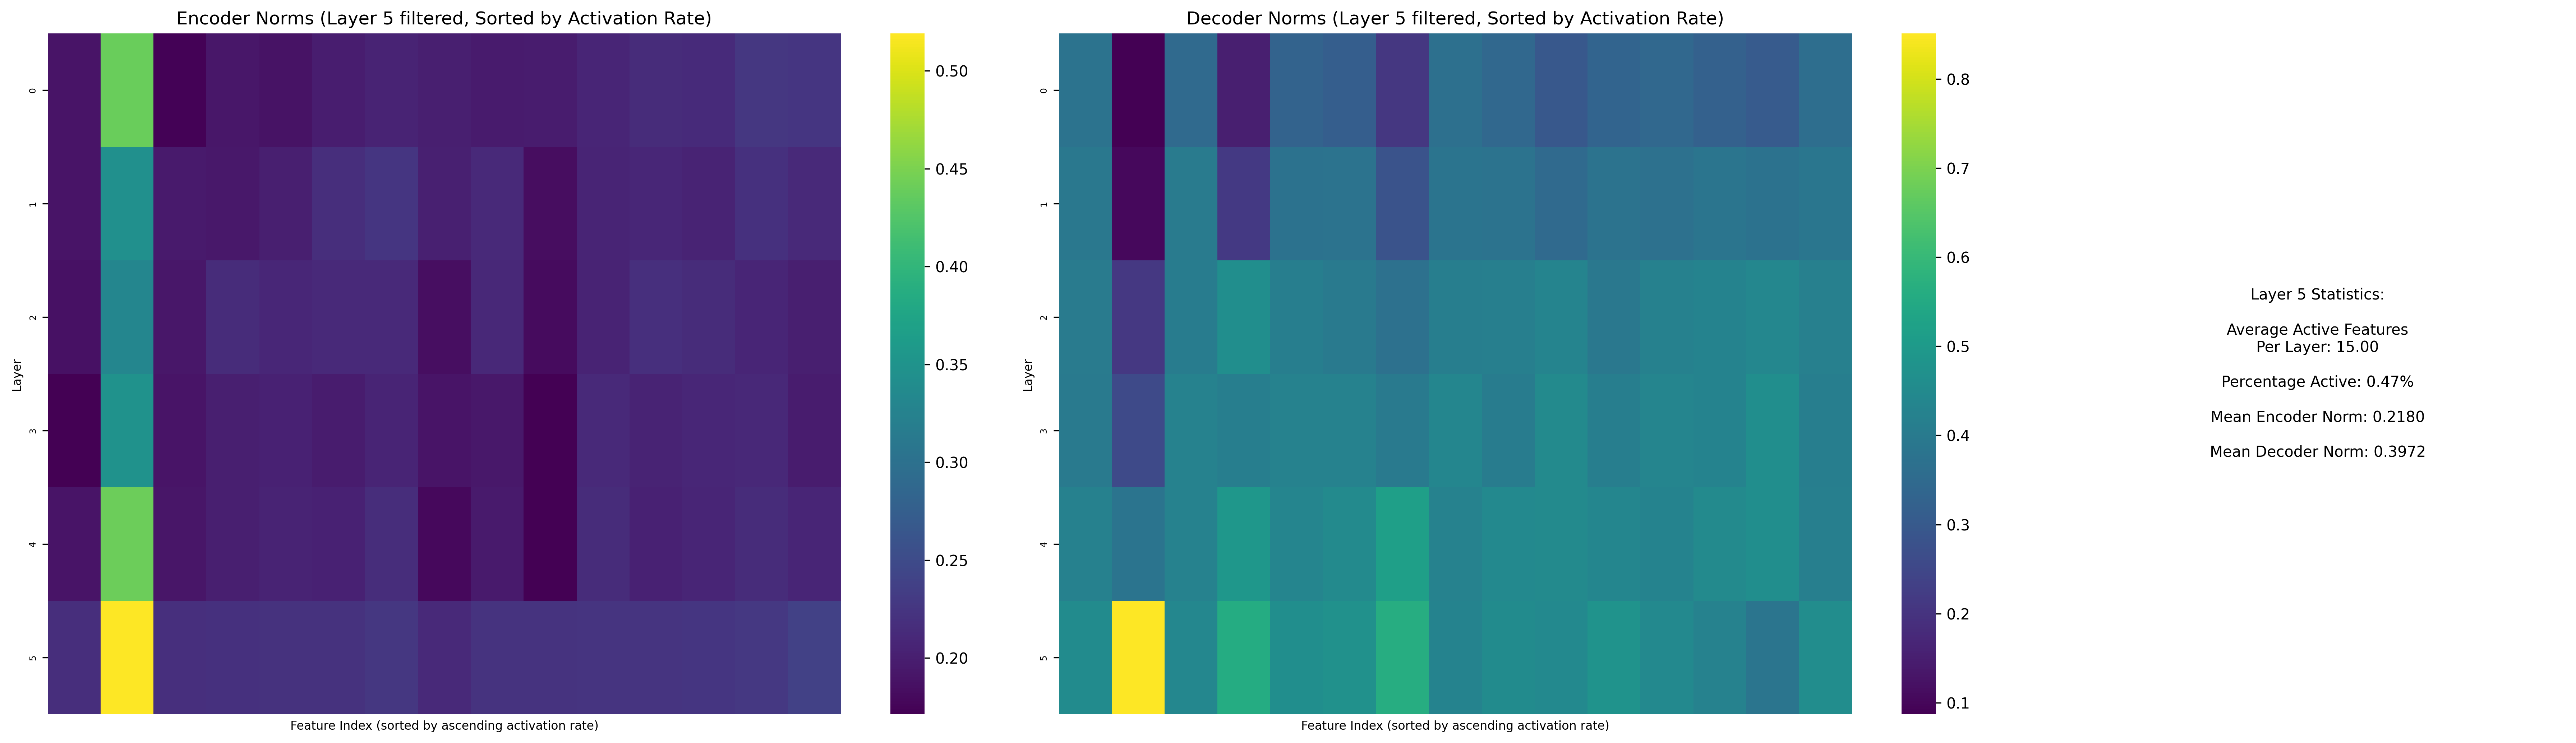 Encoder Norms (Layer 5 filtered, Sorted by Activation Rate)
0
1
2
3
4
5
Layer
Feature Index (sorted by ascending activation rate)
0.50
0.45
0.40
0.35
0.30
0.25
0.20
Decoder Norms (Layer 5 filtered, Sorted by Activation Rate)
0
1
2
3
4
5
Layer
Feature Index (sorted by ascending activation rate)
0.8
0.7
0.6
0.5
0.4
0.3
0.2
0.1
Layer 5 Statistics:
Average Active Features
Per Layer: 15.00
Percentage Active: 0.47%
Mean Encoder Norm: 0.2180
Mean Decoder Norm: 0.3972